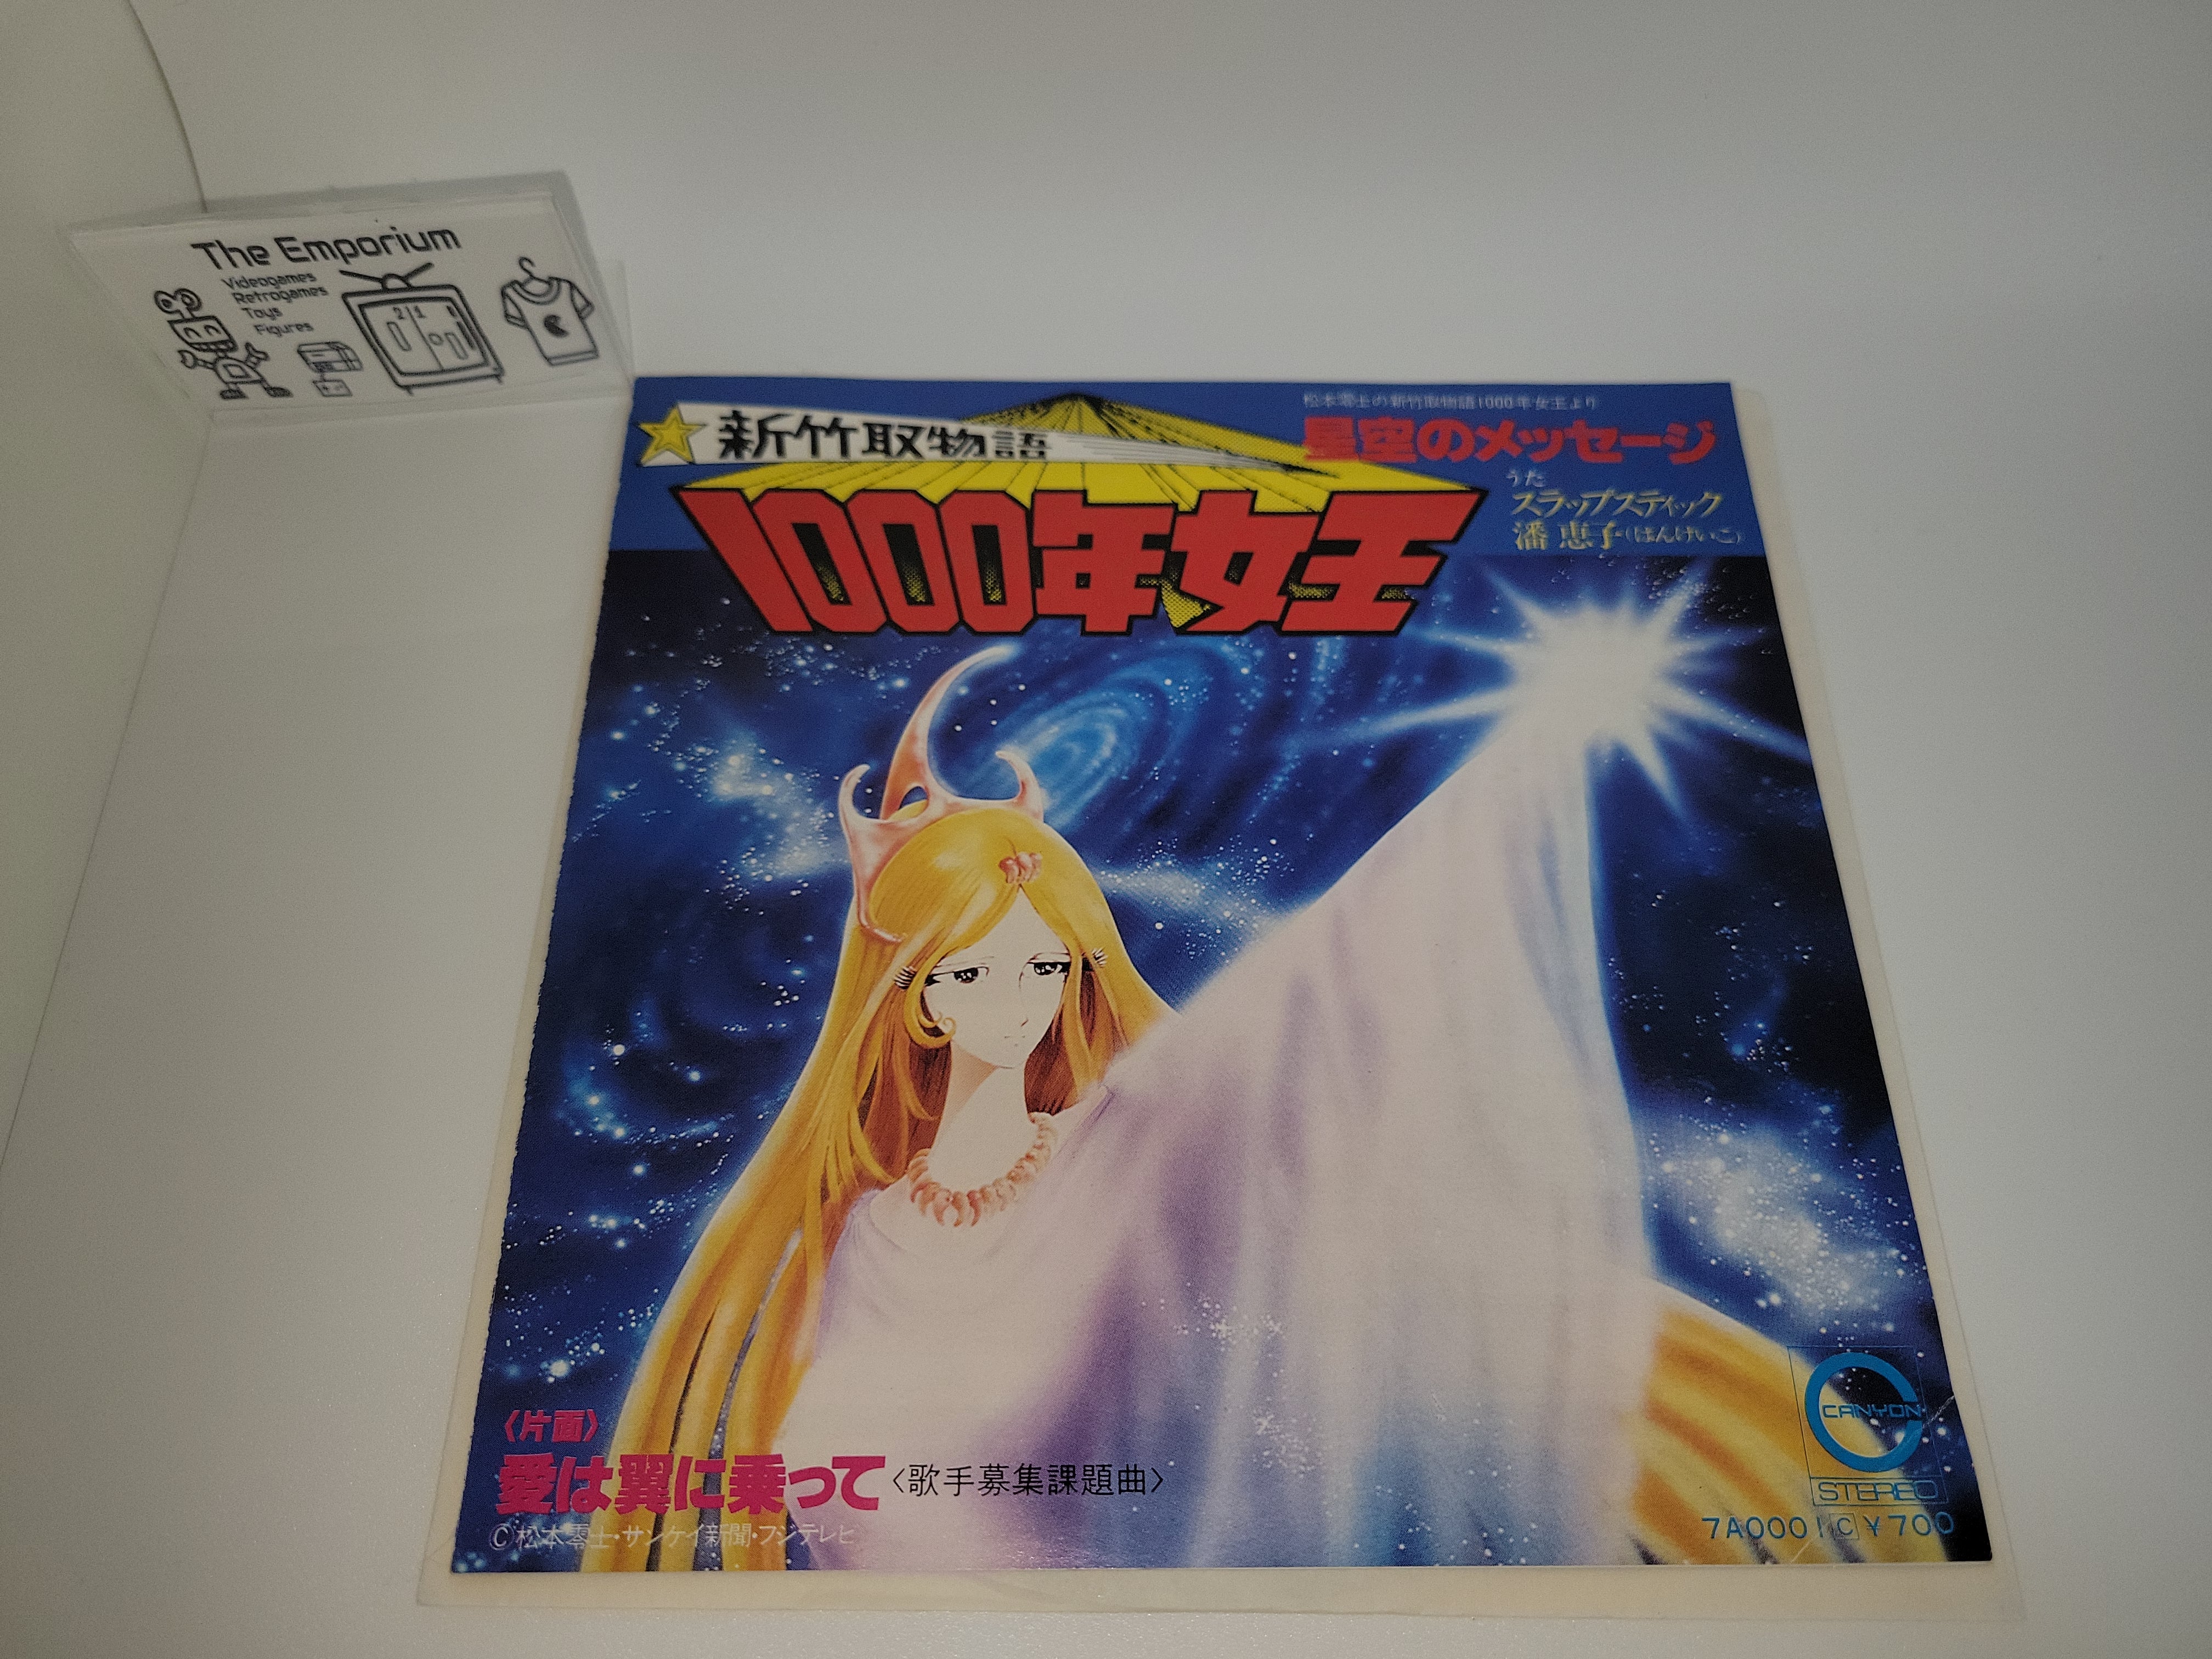 The Emporium
Videogames
Retrogames
Toys
Figures
2 1
新竹取物語
1000年女王
松本零士の新竹取物語1000年女王より
星空のメッセージ
うた
スラップスティック
潘 恵子(はんけいこ)
〈片面〉
愛は翼に乗って〈歌手募集課題曲〉
©松本零士・サンケイ新聞・フジテレビ
CANYON
STEREO
7A0001 C ¥700